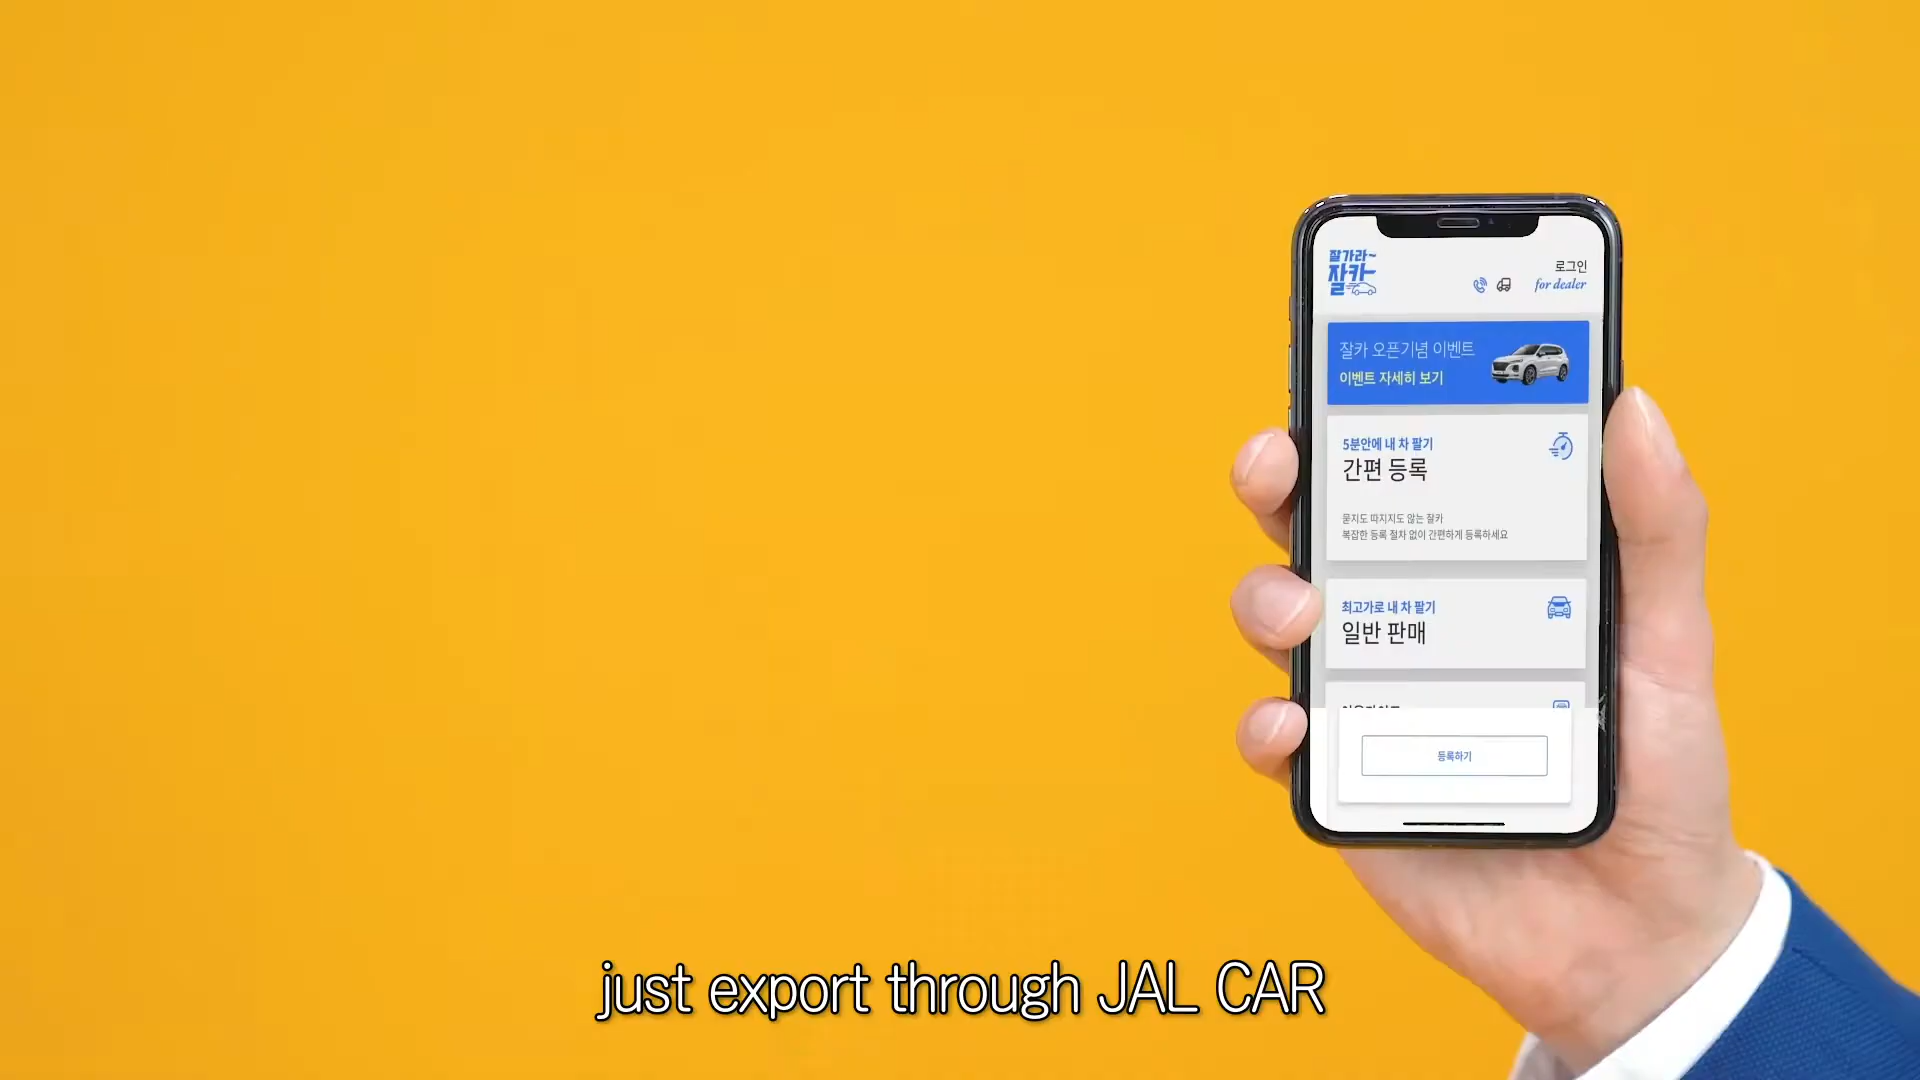 잘가라~
잘카
로그인
for dealer
잘카 오픈기념 이벤트
이벤트 자세히 보기
5분안에 내 차 팔기
간편 등록
묻지도 따지지도 않는 잘카
복잡한 등록 절차 없이 간편하게 등록하세요
최고가로 내 차 팔기
일반 판매
등록하기
just export through JAL CAR